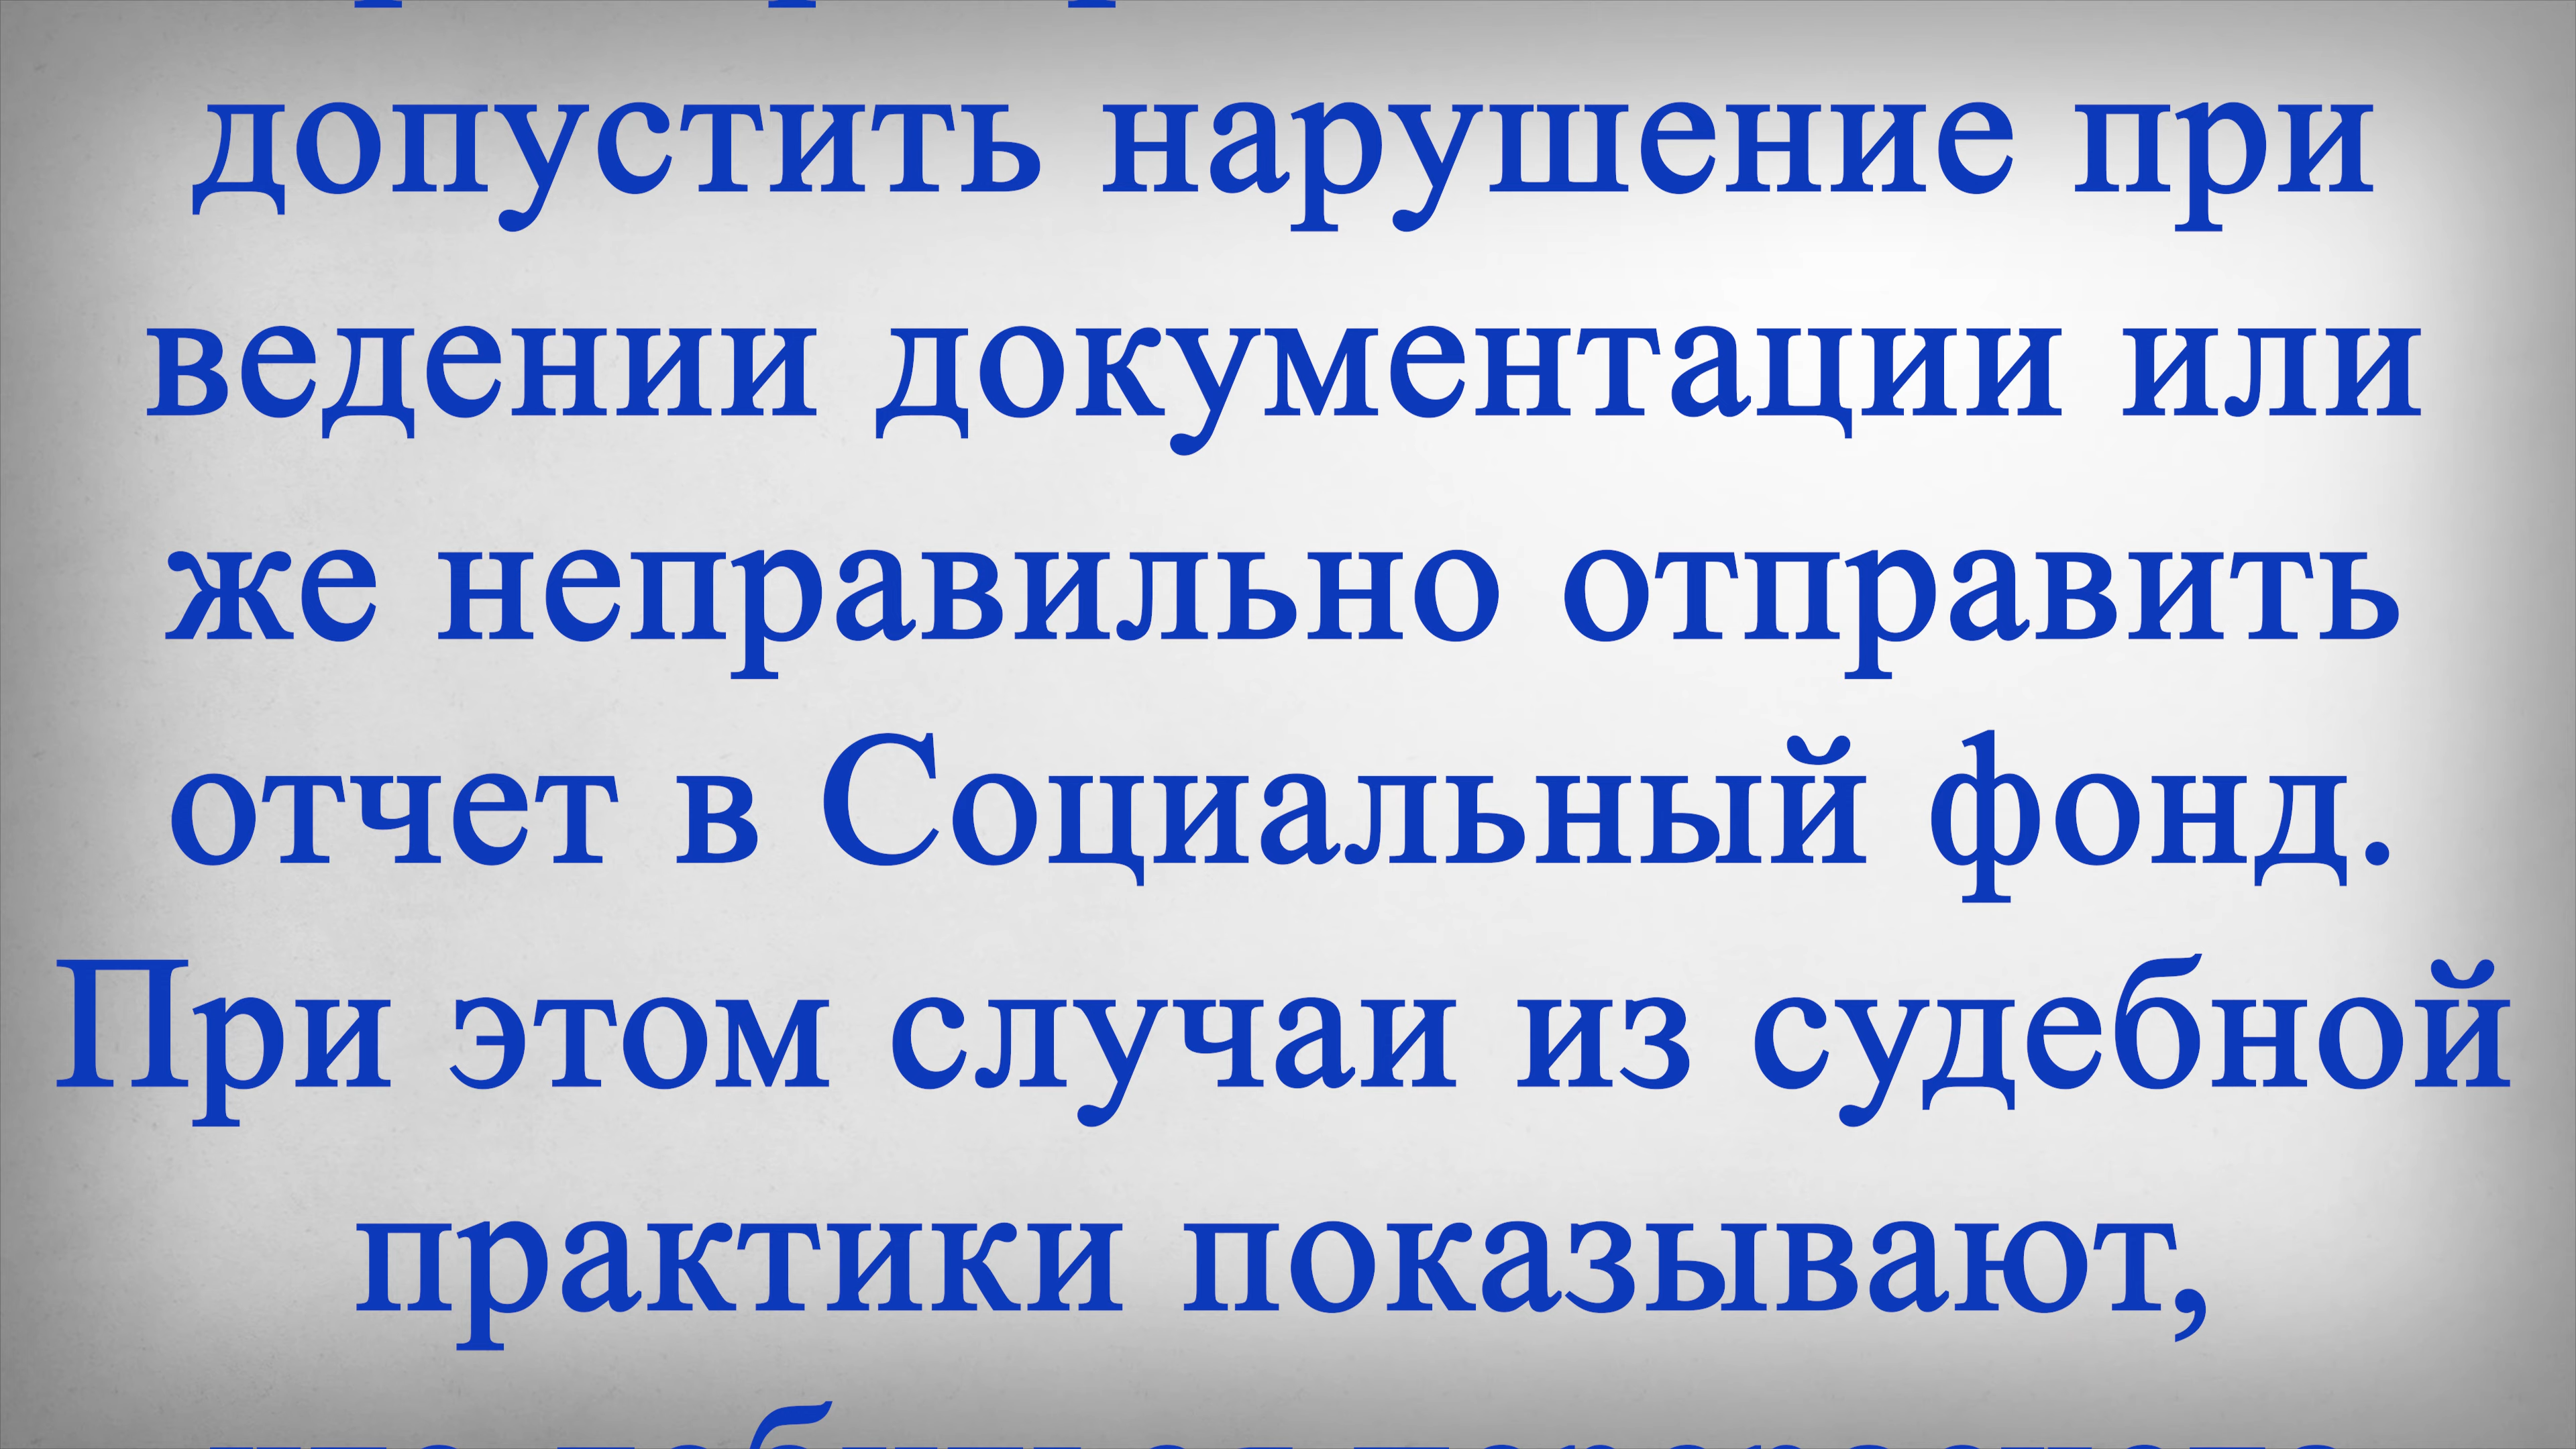 допустить нарушение при
ведении документации или
же неправильно отправить
отчет в Социальный фонд.
При этом случаи из судебной
практики показывают,